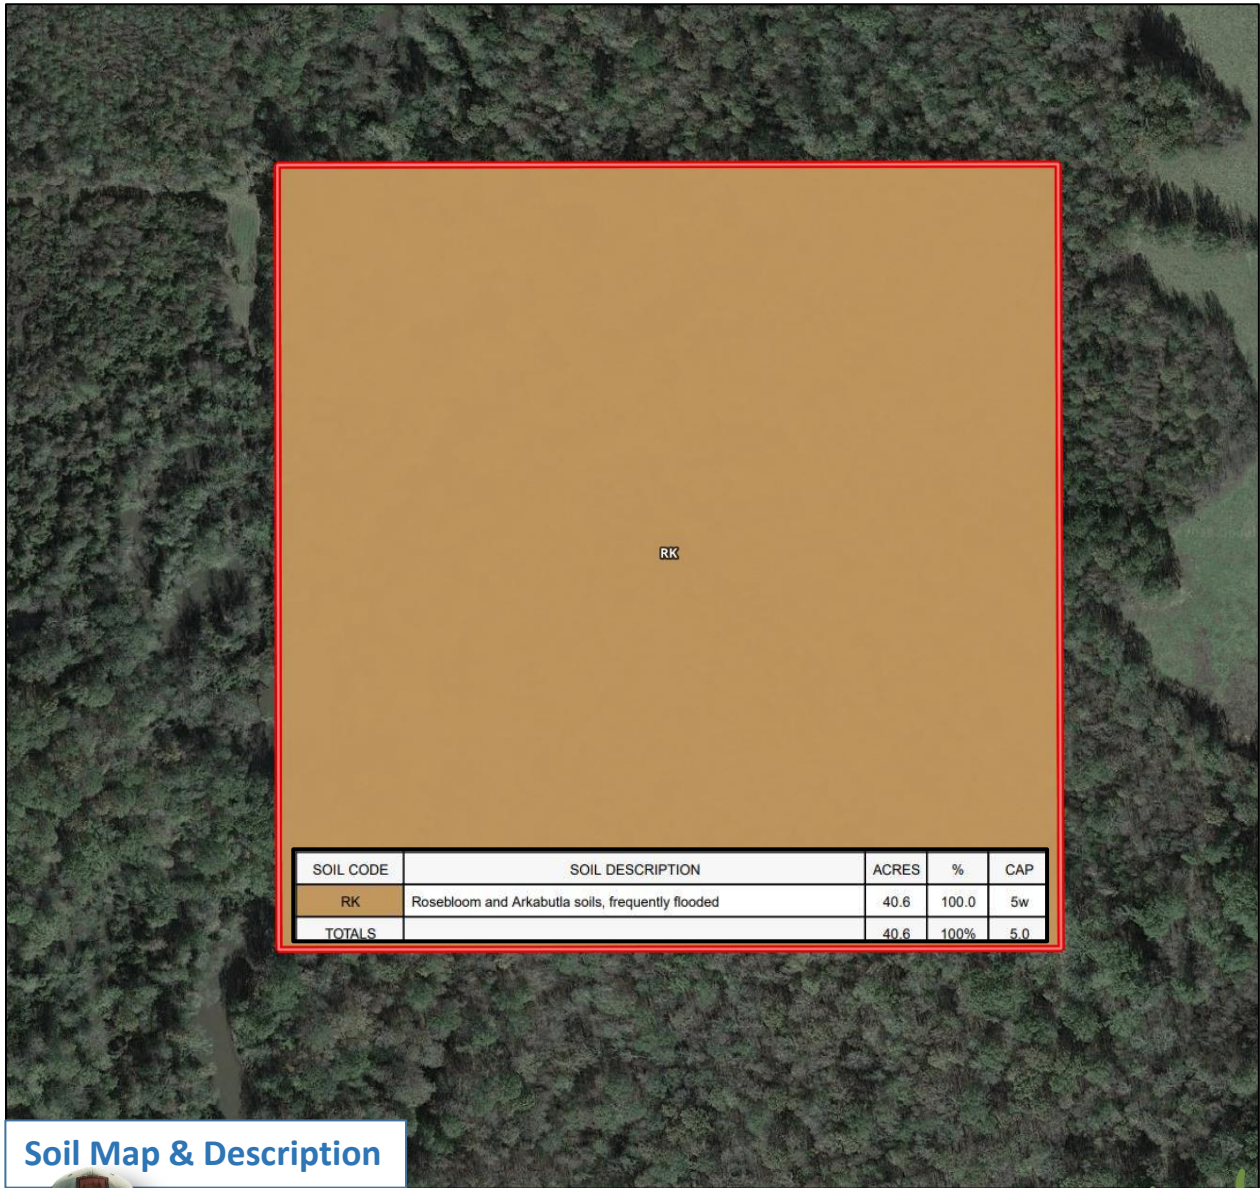 RK
SOIL CODE SOIL DESCRIPTION ACRES % CAP
RK Rosebloom and Arkabutla soils, frequently flooded 40.6 100.0 5w
TOTALS 40.6 100% 5.0
Soil Map & Description